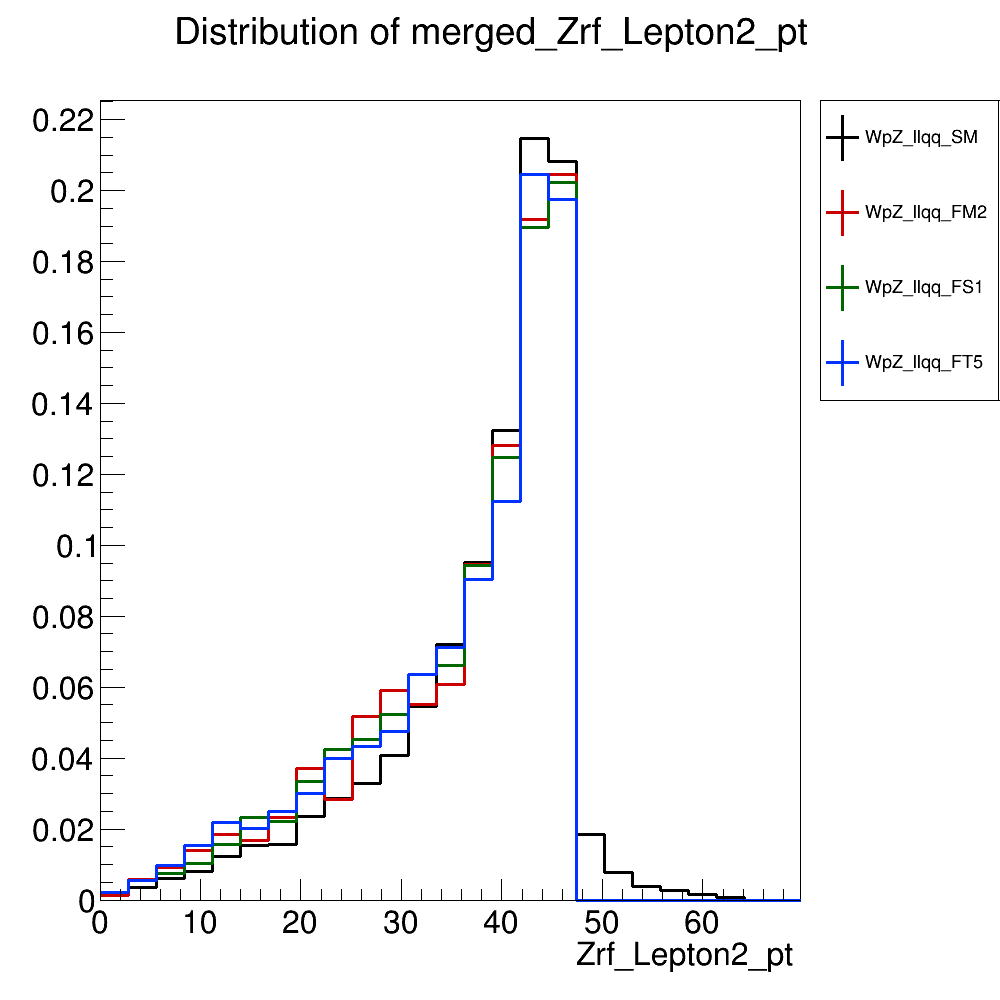 Distribution of merged_Zrf_Lepton2_pt
0.22
0.2
0.18
0.16
0.14
0.12
0.1
0.08
0.06
0.04
0.02
0
0 10 20 30 40 50 60
Zrf_Lepton2_pt
WpZ_llqq_SM
WpZ_llqq_FM2
WpZ_llqq_FS1
WpZ_llqq_FT5